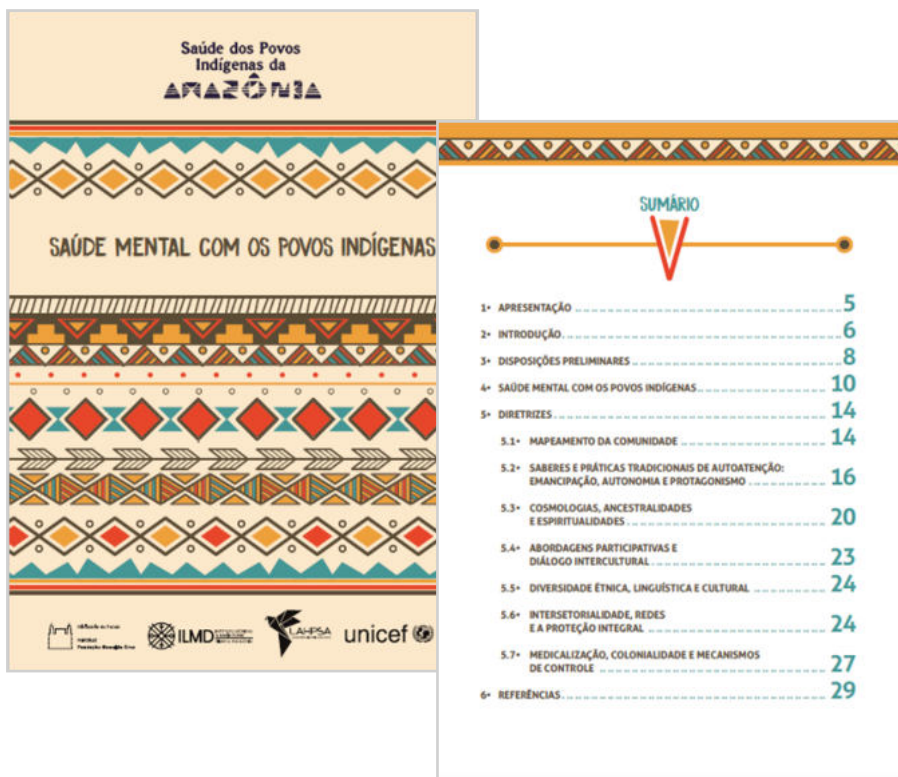 Saúde dos Povos
Indígenas da
AMAZÔNIA
SAÚDE MENTAL COM OS POVOS INDÍGENAS
Fundação Oswaldo Cruz
ILMD
LAHPSA
unicef
SUMÁRIO
1• APRESENTAÇÃO 5
2• INTRODUÇÃO 6
3• DISPOSIÇÕES PRELIMINARES 8
4• SAÚDE MENTAL COM OS POVOS INDÍGENAS 10
5• DIRETRIZES 14
5.1• MAPEAMENTO DA COMUNIDADE 14
5.2• SABERES E PRÁTICAS TRADICIONAIS DE AUTOATENÇÃO:
EMANCIPAÇÃO, AUTONOMIA E PROTAGONISMO 16
5.3• COSMOLOGIAS, ANCESTRALIDADES
E ESPIRITUALIDADES 20
5.4• ABORDAGENS PARTICIPATIVAS E
DIÁLOGO INTERCULTURAL 23
5.5• DIVERSIDADE ÉTNICA, LINGUÍSTICA E CULTURAL 24
5.6• INTERSETORIALIDADE, REDES
E A PROTEÇÃO INTEGRAL 24
5.7• MEDICALIZAÇÃO, COLONIALIDADE E MECANISMOS
DE CONTROLE 27
6• REFERÊNCIAS 29